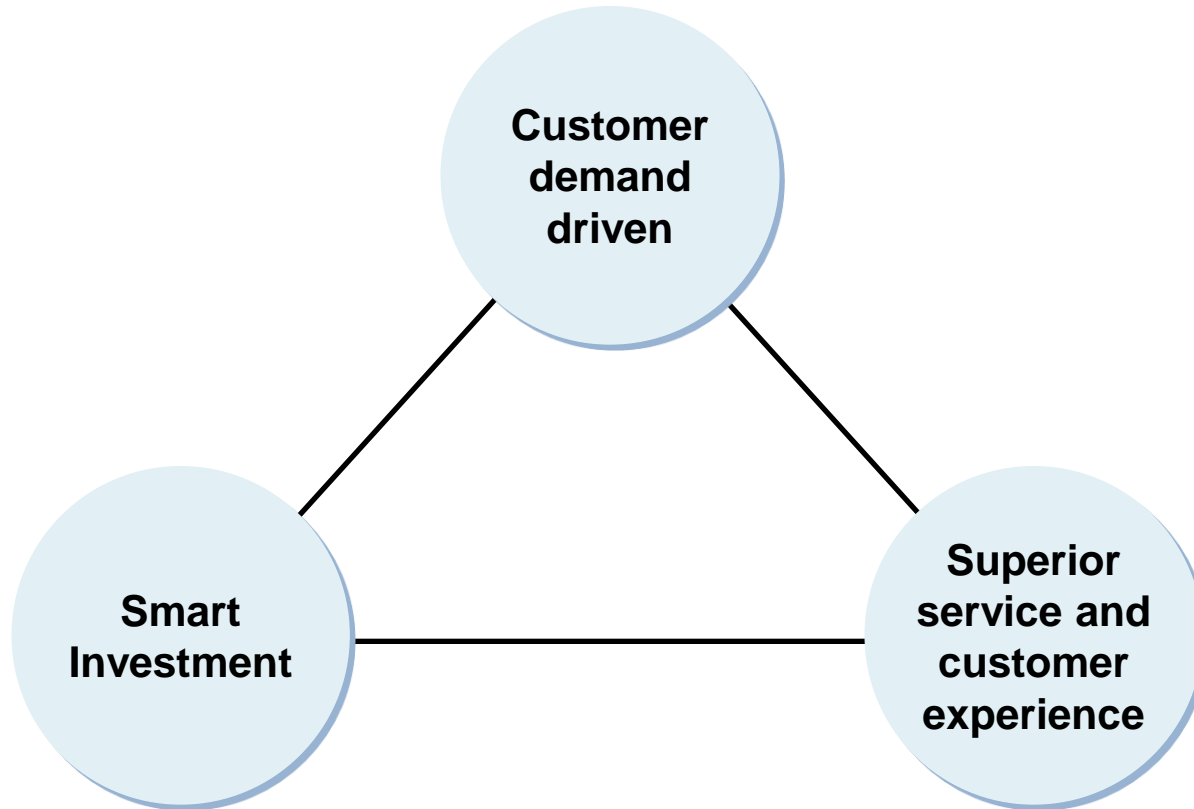 Customer
demand
driven
Smart
Investment
Superior
service and
customer
experience